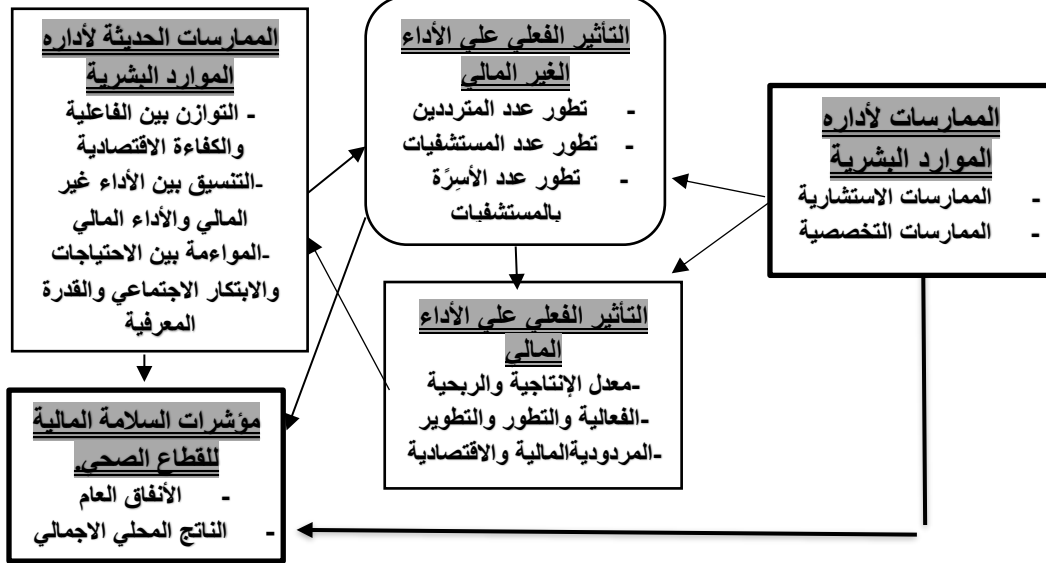 الممارسات لأداره
الموارد البشرية
- الممارسات الاستشارية
- الممارسات التخصصية
التأثير الفعلي علي الأداء
الغير المالي
- تطور عدد المترددين
- تطور عدد المستشفيات
- تطور عدد الأسِرَّة
بالمستشفيات
التأثير الفعلي علي الأداء
المالي
-معدل الإنتاجية والربحية
-الفعالية والتطور والتطوير
-المردوديةالمالية والاقتصادية
الممارسات الحديثة لأداره
الموارد البشرية
- التوازن بين الفاعلية
والكفاءة الاقتصادية
-التنسيق بين الأداء غير
المالي والأداء المالي
-المواءمة بين الاحتياجات
والابتكار الاجتماعي والقدرة
المعرفية
مؤشرات السلامة المالية
للقطاع الصحي.
- الأنفاق العام
- الناتج المحلي الاجمالي